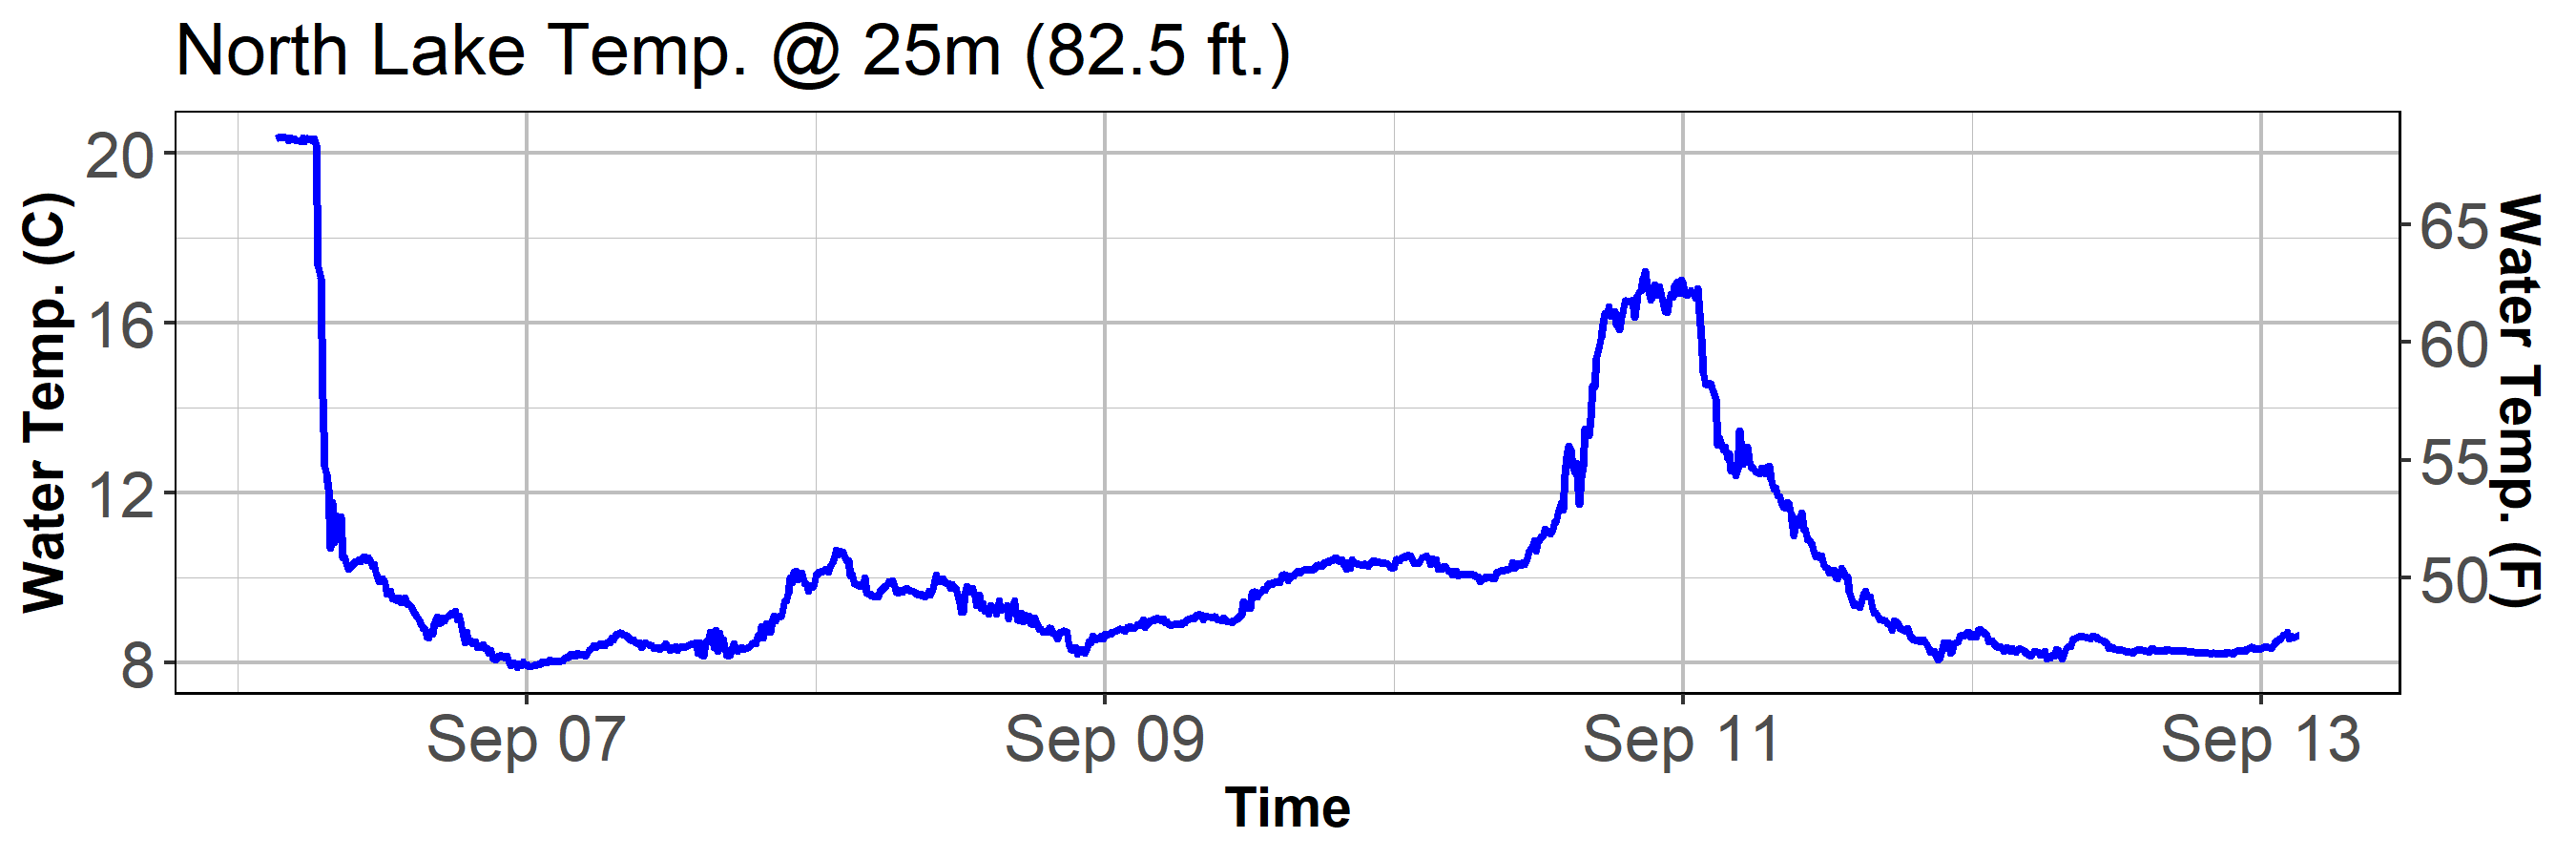 North Lake Temp. @ 25m (82.5 ft.)
Water Temp. (C)
20
16
12
8
65
60
55
50
Water Temp. (F)
Sep 07
Sep 09
Sep 11
Sep 13
Time